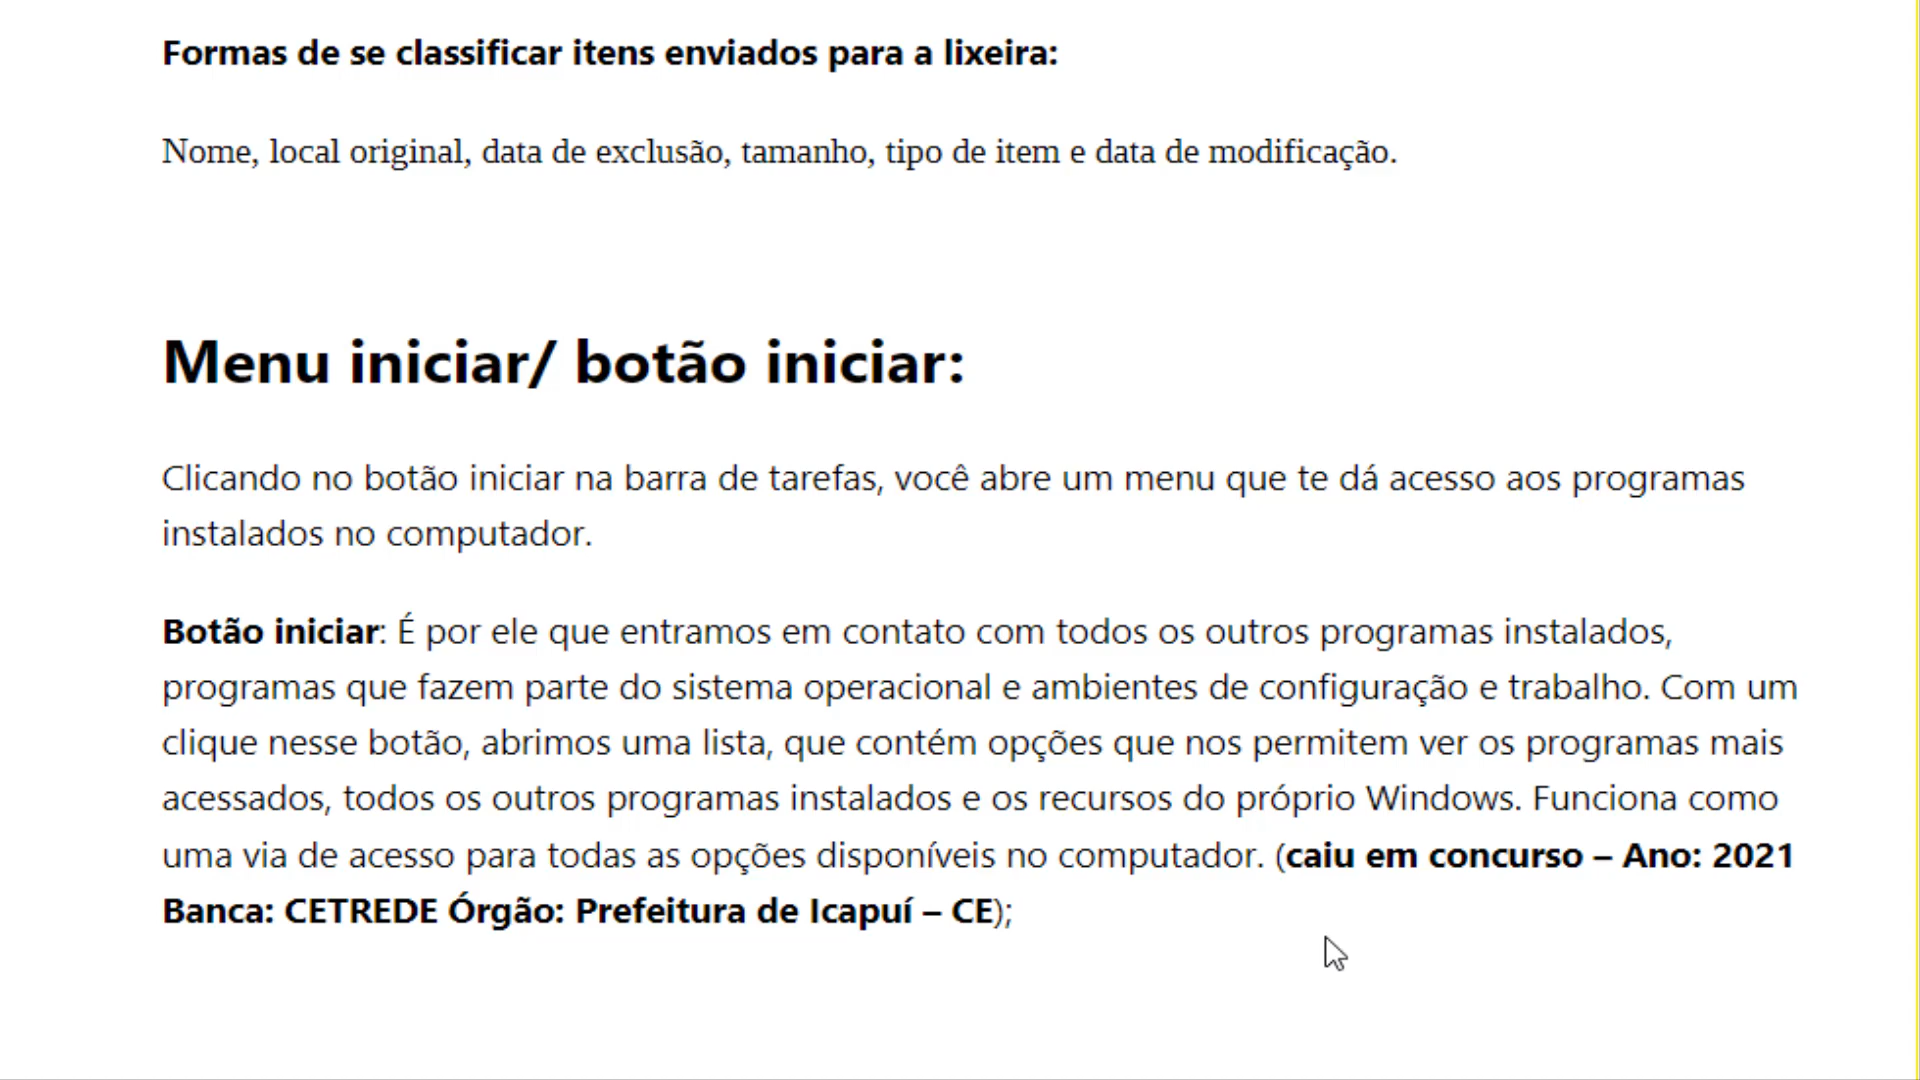 Formas de se classificar itens enviados para a lixeira:
Nome, local original, data de exclusão, tamanho, tipo de item e data de modificação.
Menu iniciar/ botão iniciar:
Clicando no botão iniciar na barra de tarefas, você abre um menu que te dá acesso aos programas
instalados no computador.
Botão iniciar: É por ele que entramos em contato com todos os outros programas instalados,
programas que fazem parte do sistema operacional e ambientes de configuração e trabalho. Com um
clique nesse botão, abrimos uma lista, que contém opções que nos permitem ver os programas mais
acessados, todos os outros programas instalados e os recursos do próprio Windows. Funciona como
uma via de acesso para todas as opções disponíveis no computador. (caiu em concurso – Ano: 2021
Banca: CETREDE Órgão: Prefeitura de Icapuí – CE);